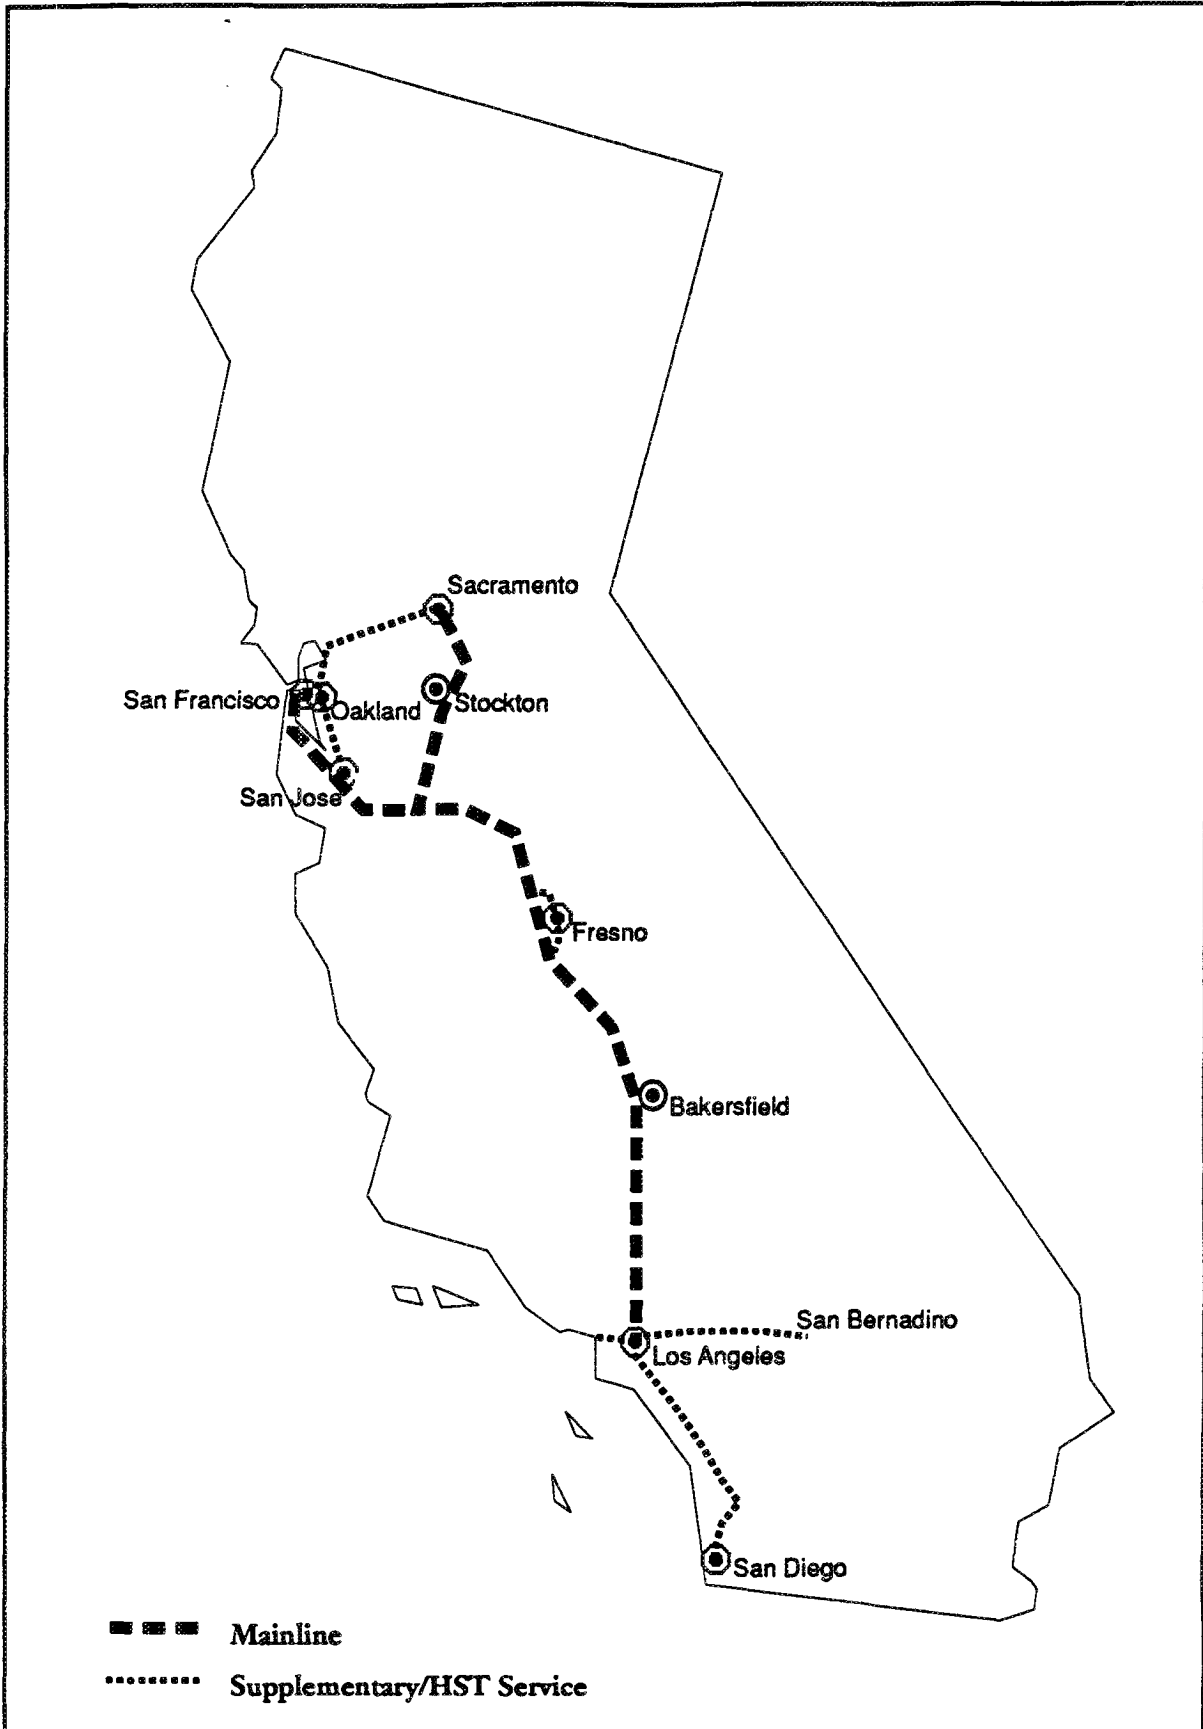 Sacramento
San Francisco
Oakland
Stockton
San Jose
Fresno
Bakersfield
San Bernadino
Los Angeles
San Diego
Mainline
Supplementary/HST Service